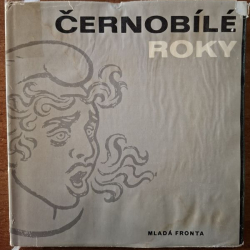 ČERNOBÍLÉ
ROKY
MLADÁ FRONTA